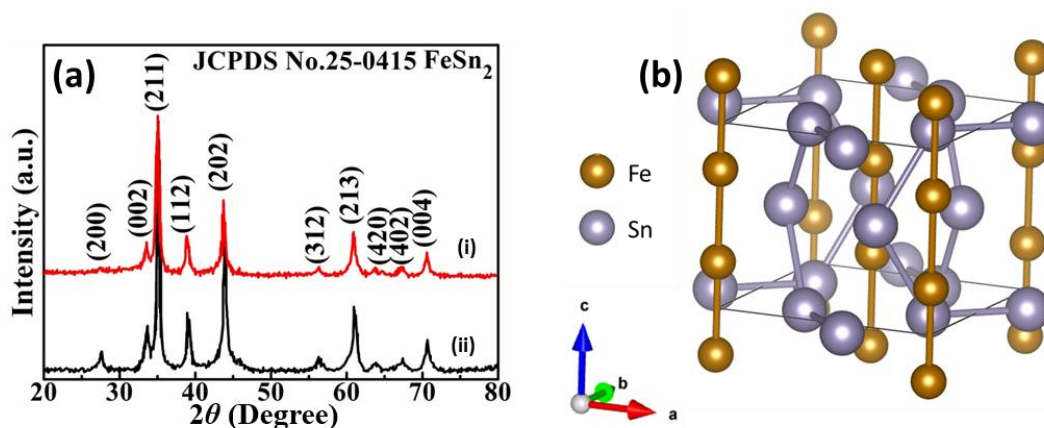 (a)
JCPDS No.25-0415 FeSn₂
(200)
(002)
(211)
(112)
(202)
(312)
(213)
(420)
(402)
(004)
(i)
(ii)
Intensity (a.u.)
20 30 40 50 60 70 80
2θ (Degree)
(b)
Fe
Sn
c
b
a